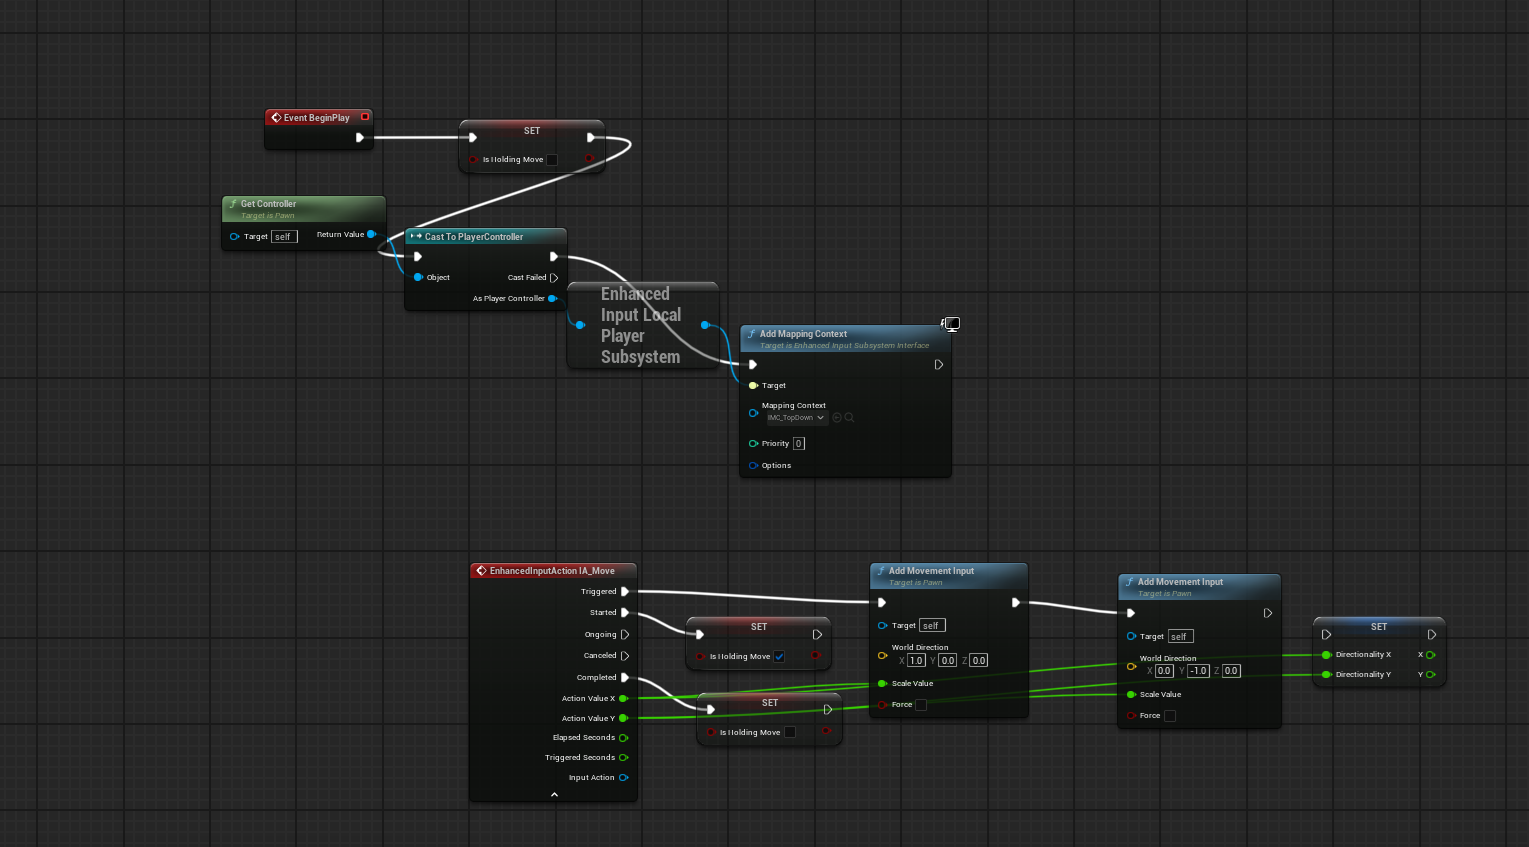 Event BeginPlay
SET
Is Holding Move
Get Controller
Target is Pawn
Target self
Return Value
Cast To PlayerController
Object
Cast Failed
As Player Controller
Enhanced
Input Local
Player
Subsystem
Add Mapping Context
Target is Enhanced Input Subsystem Interface
Target
Mapping Context
IMC_TopDown
Priority 0
Options
EnhancedInputAction IA_Move
Triggered
Started
Ongoing
Canceled
Completed
Action Value X
Action Value Y
Elapsed Seconds
Triggered Seconds
Input Action
SET
Is Holding Move
SET
Is Holding Move
Add Movement Input
Target is Pawn
Target self
World Direction
X 1.0 Y 0.0 Z 0.0
Scale Value
Force
Add Movement Input
Target is Pawn
Target self
World Direction
X 0.0 Y -1.0 Z 0.0
Scale Value
Force
SET
Directionality X X
Directionality Y Y